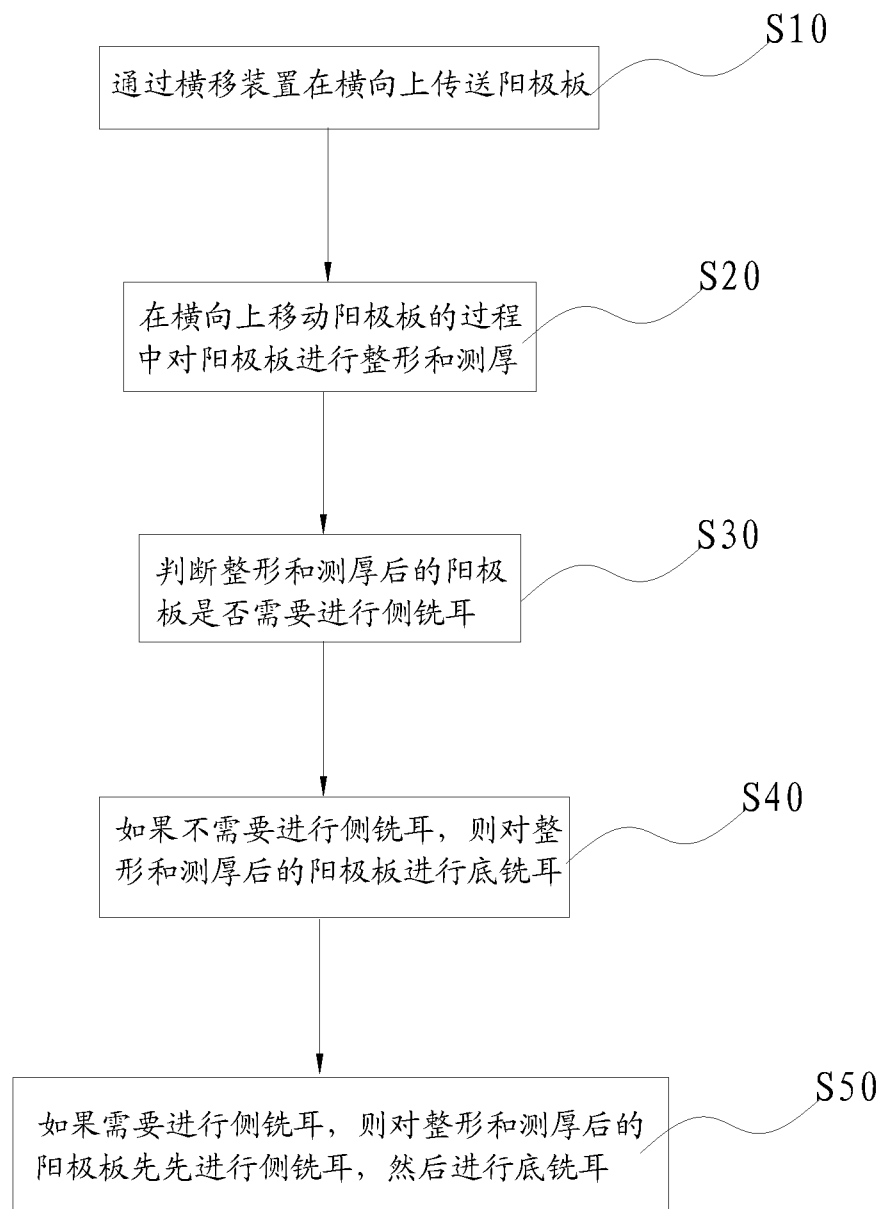 S10
通过横移装置在横向上传送阳极板
S20
在横向上移动阳极板的过程
中对阳极板进行整形和测厚
S30
判断整形和测厚后的阳极
板是否需要进行侧铣耳
S40
如果不需要进行侧铣耳，则对整
形和测厚后的阳极板进行底铣耳
S50
如果需要进行侧铣耳，则对整形和测厚后的
阳极板先先进行侧铣耳，然后进行底铣耳